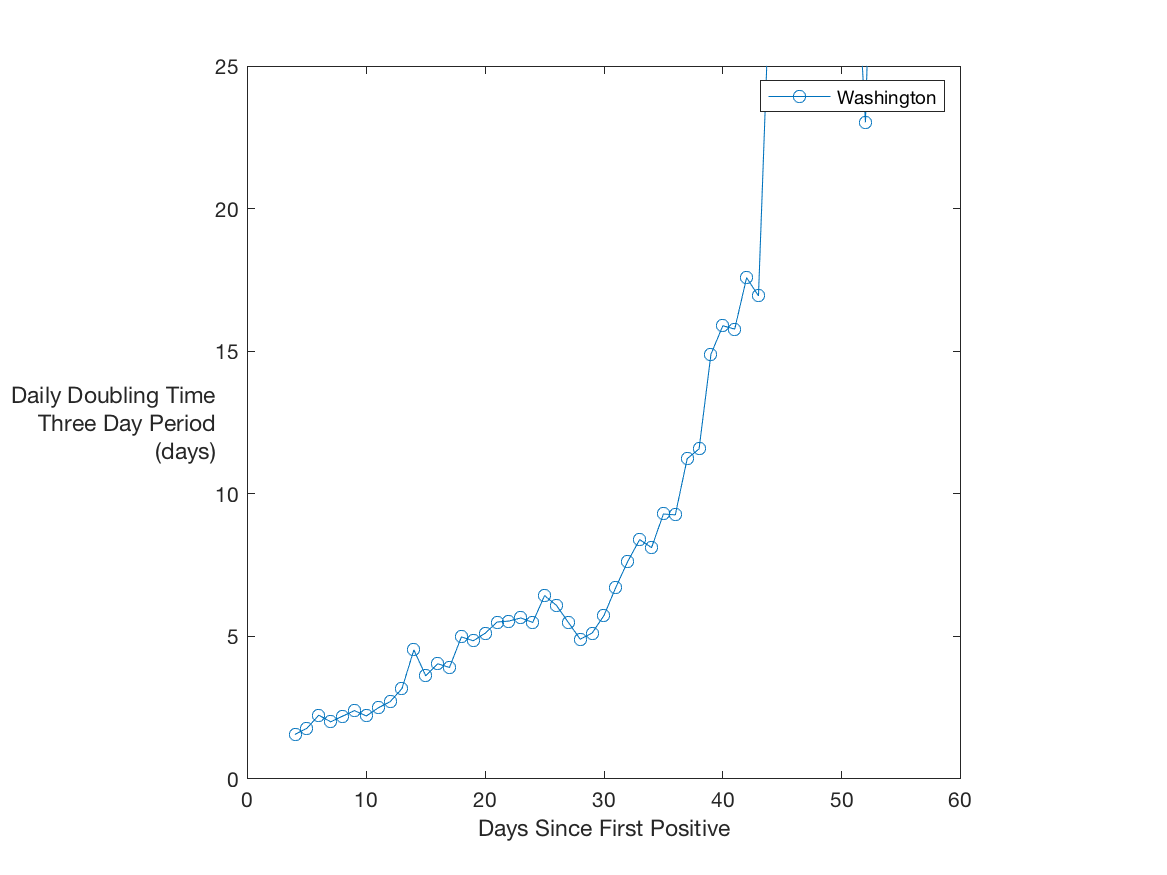 25
20
15
10
5
0
Daily Doubling Time
Three Day Period
(days)
Washington
0 10 20 30 40 50 60
Days Since First Positive